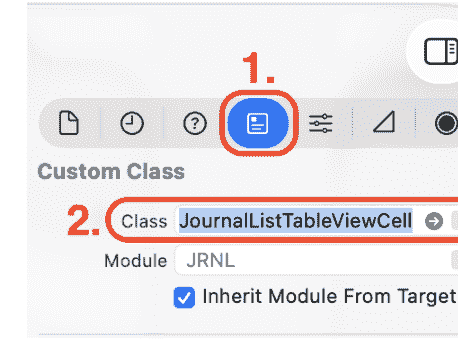 1.
?
Custom Class
2. Class JournalListTableViewCell
Module JRNL
Inherit Module From Target